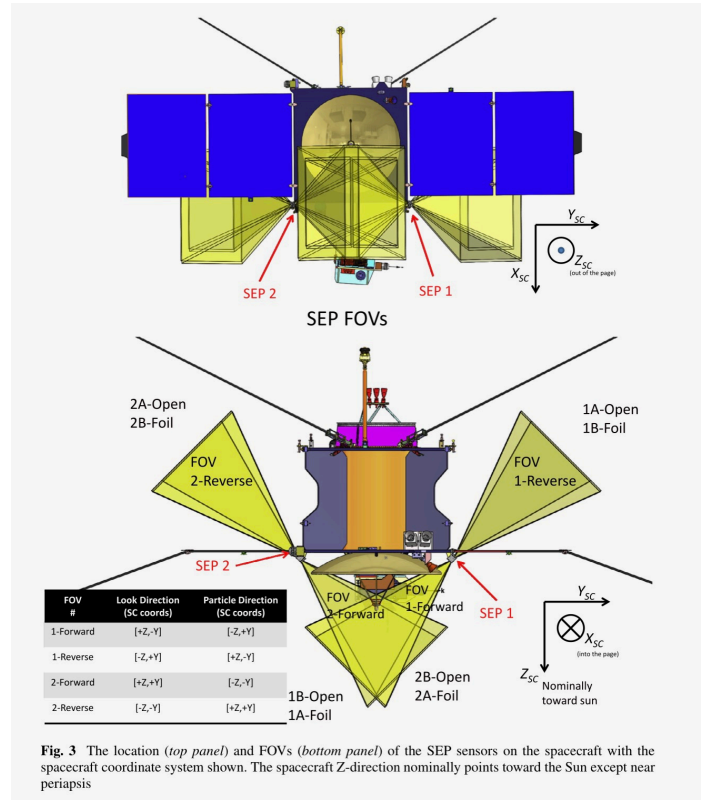 Y_SC
Z_SC
(out of the page)
X_SC
SEP 2
SEP 1
SEP FOVs
2A-Open
2B-Foil
1A-Open
1B-Foil
FOV
2-Reverse
FOV
1-Reverse
SEP 2
SEP 1
FOV
2-Forward
FOV
1-Forward
FOV
#
Look Direction
(SC coords)
Particle Direction
(SC coords)
1-Forward [+Z,-Y] [-Z,+Y]
1-Reverse [-Z,+Y] [+Z,-Y]
2-Forward [+Z,+Y] [-Z,-Y]
2-Reverse [-Z,-Y] [+Z,+Y]
Y_SC
X_SC
(into the page)
Z_SC
Nominally
toward sun
2B-Open
2A-Foil
1B-Open
1A-Foil
Fig. 3 The location (top panel) and FOVs (bottom panel) of the SEP sensors on the spacecraft with the
spacecraft coordinate system shown. The spacecraft Z-direction nominally points toward the Sun except near
periapsis